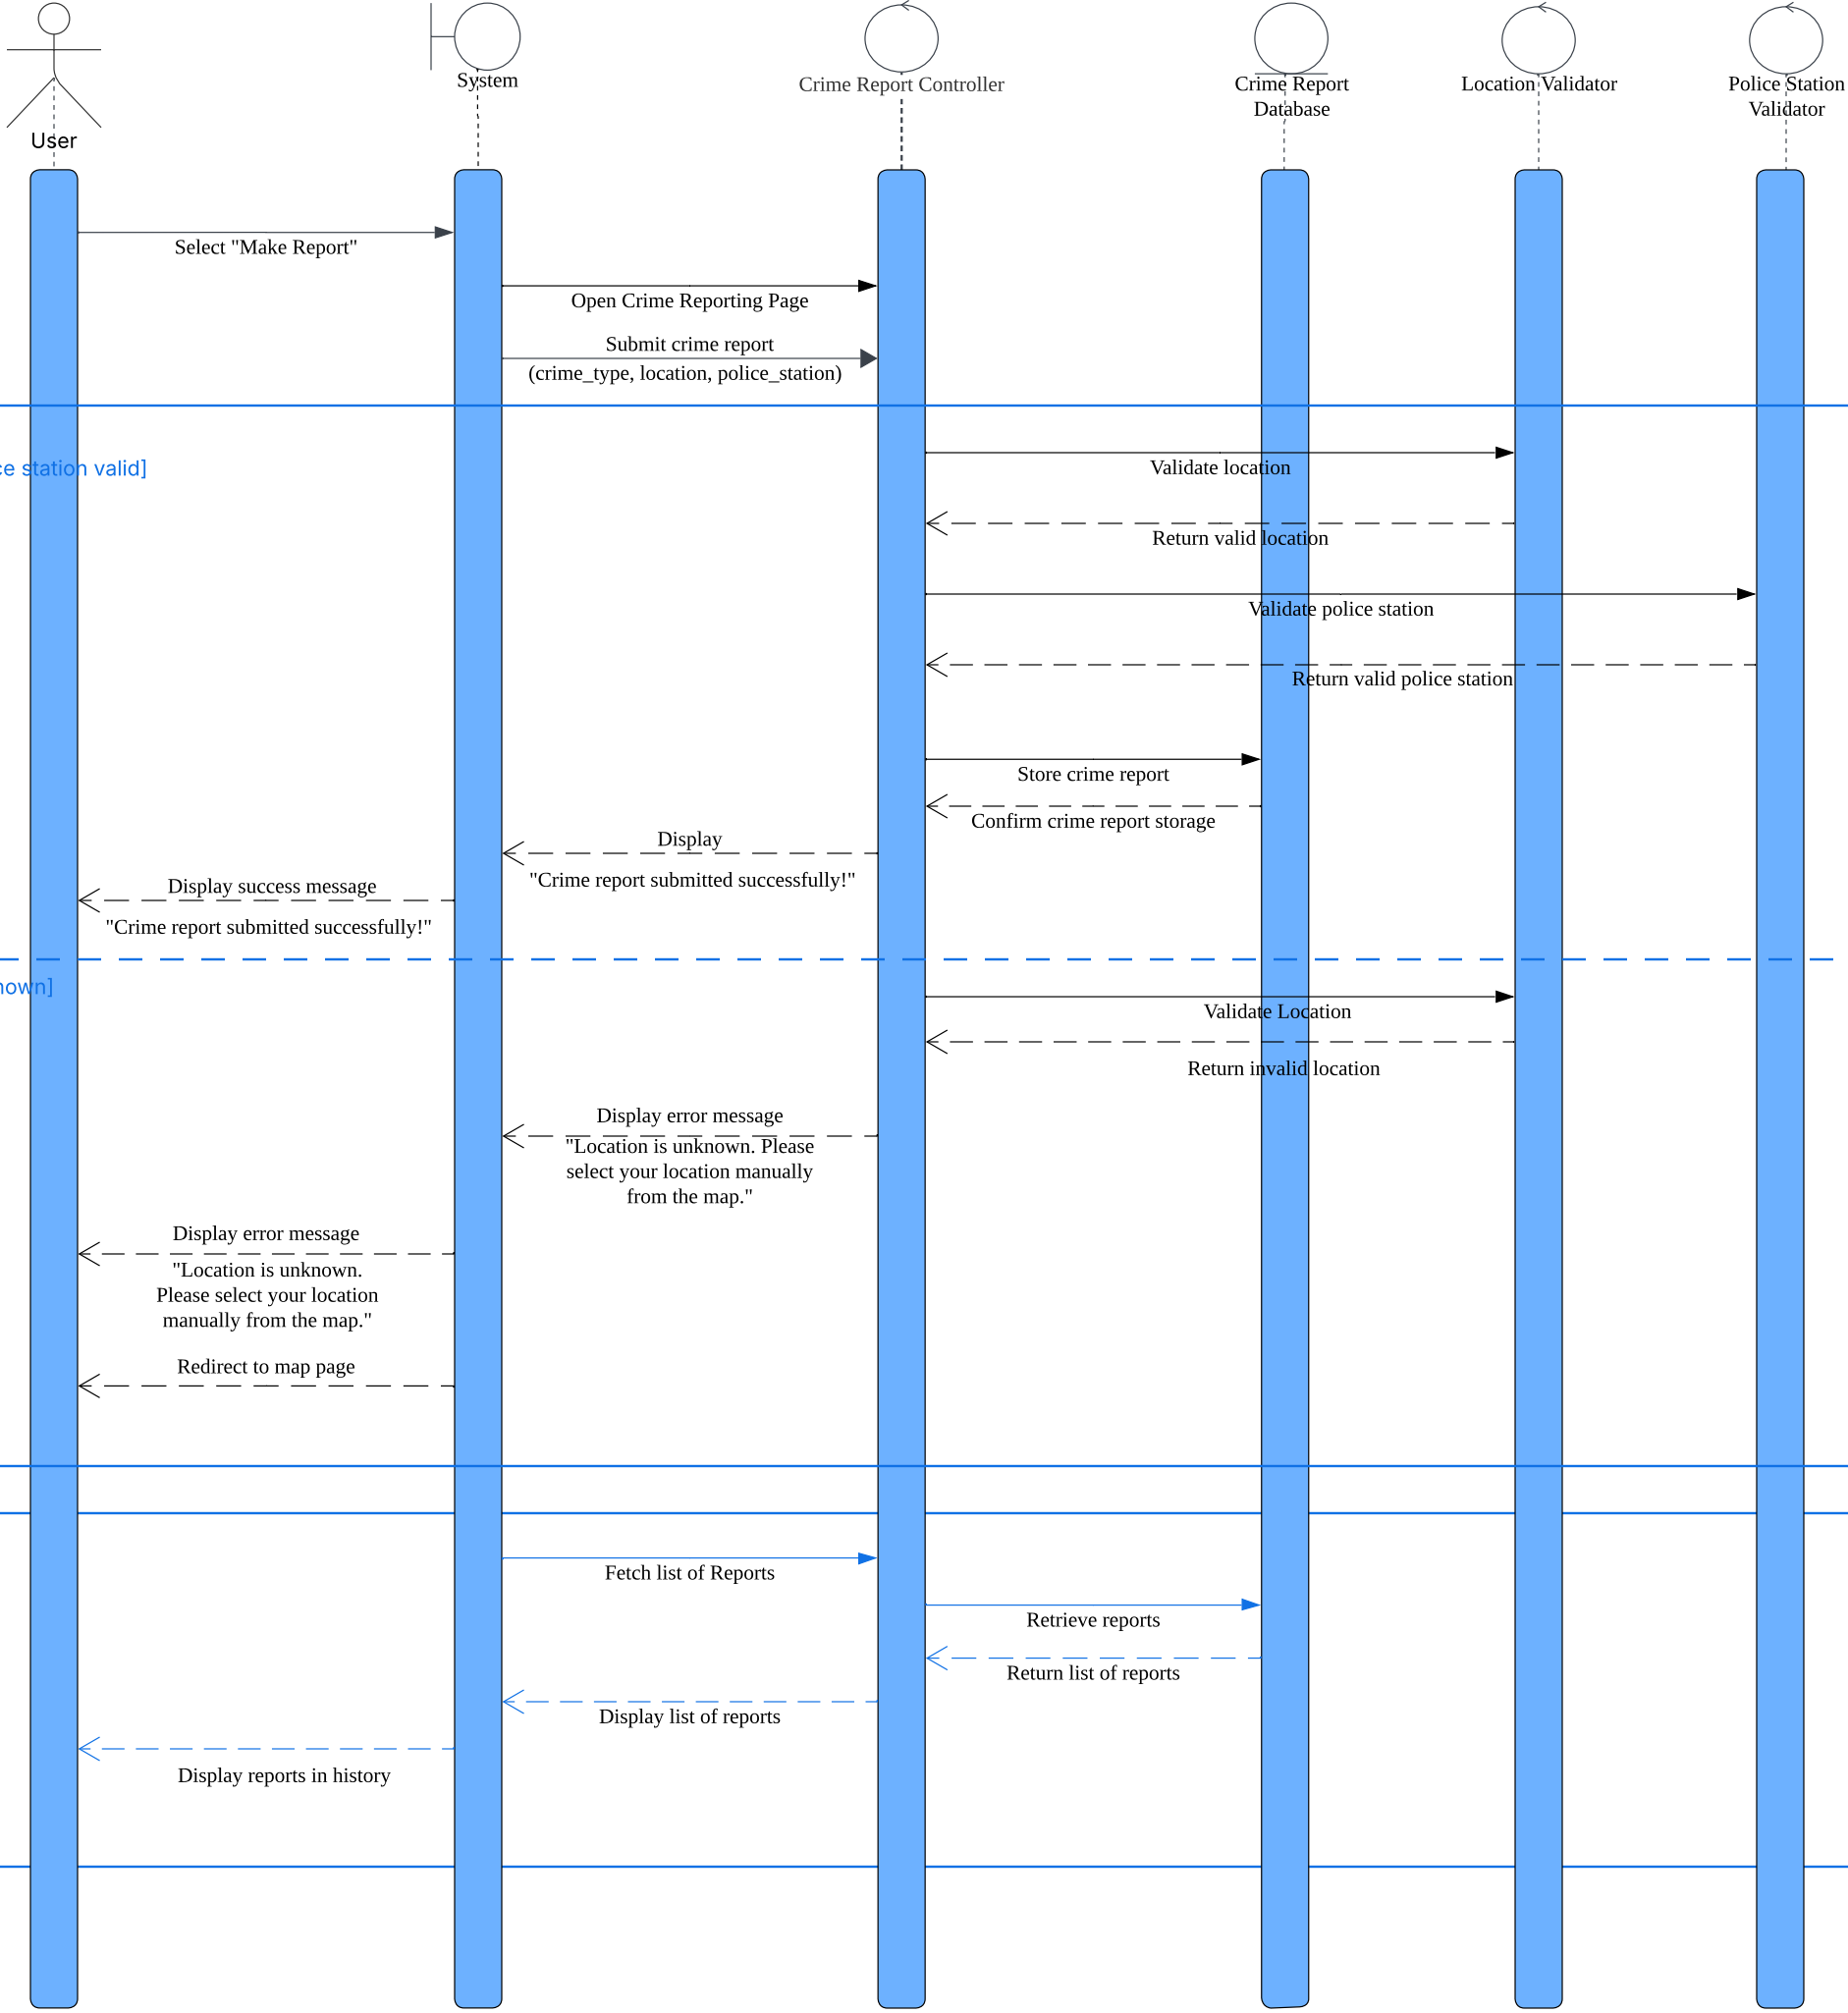 System
Crime Report Controller
Crime Report
Database
Location Validator
Police Station
Validator
User
Select "Make Report"
Open Crime Reporting Page
Submit crime report
(crime_type, location, police_station)
station valid]
Validate location
Return valid location
Validate police station
Return valid police station
Store crime report
Confirm crime report storage
Display
"Crime report submitted successfully!"
Display success message
"Crime report submitted successfully!"
Validate Location
Return invalid location
Display error message
"Location is unknown. Please
select your location manually
from the map."
Display error message
"Location is unknown.
Please select your location
manually from the map."
Redirect to map page
Fetch list of Reports
Retrieve reports
Return list of reports
Display list of reports
Display reports in history